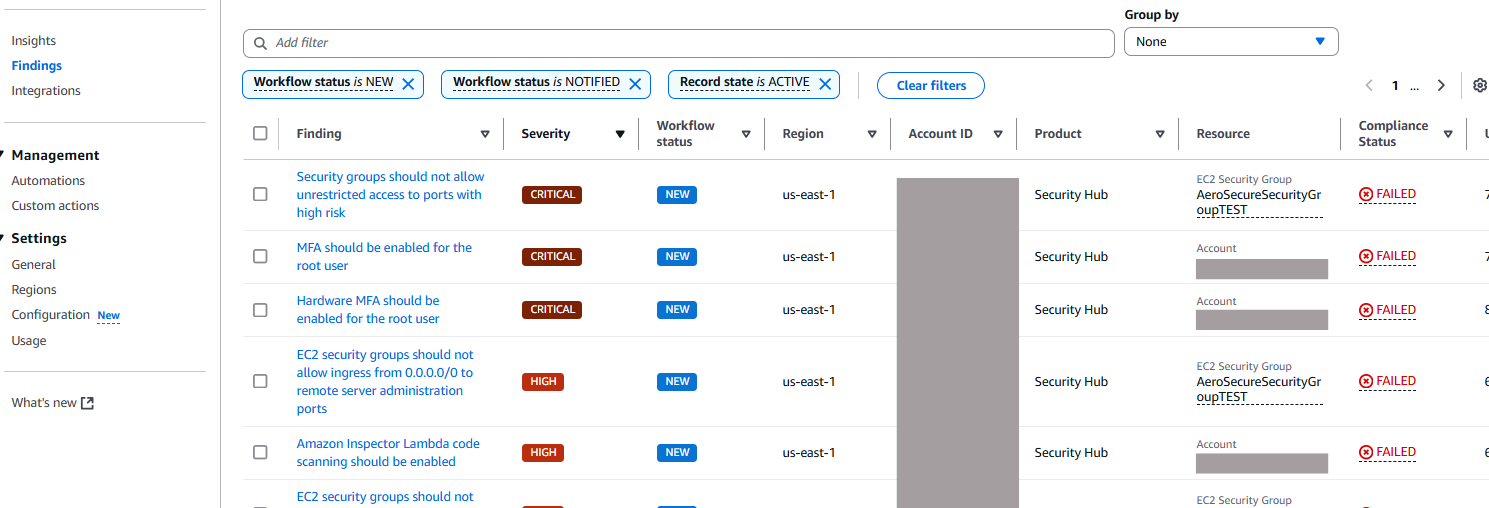 Group by
Insights
Findings
Integrations
Add filter
None
Workflow status is NEW
Workflow status is NOTIFIED
Record state is ACTIVE
Clear filters
1 ...
Management
Automations
Custom actions
Settings
General
Regions
Configuration New
Usage
What's new
Finding
Severity
Workflow
status
Region
Account ID
Product
Resource
Compliance
Status
Security groups should not allow
unrestricted access to ports with
high risk
CRITICAL
NEW
us-east-1
Security Hub
EC2 Security Group
AeroSecureSecurityGr
oupTEST
FAILED
MFA should be enabled for the
root user
CRITICAL
NEW
us-east-1
Security Hub
Account
FAILED
Hardware MFA should be
enabled for the root user
CRITICAL
NEW
us-east-1
Security Hub
Account
FAILED
EC2 security groups should not
allow ingress from 0.0.0.0/0 to
remote server administration
ports
HIGH
NEW
us-east-1
Security Hub
EC2 Security Group
AeroSecureSecurityGr
oupTEST
FAILED
Amazon Inspector Lambda code
scanning should be enabled
HIGH
NEW
us-east-1
Security Hub
Account
FAILED
EC2 security groups should not
EC2 Security Group